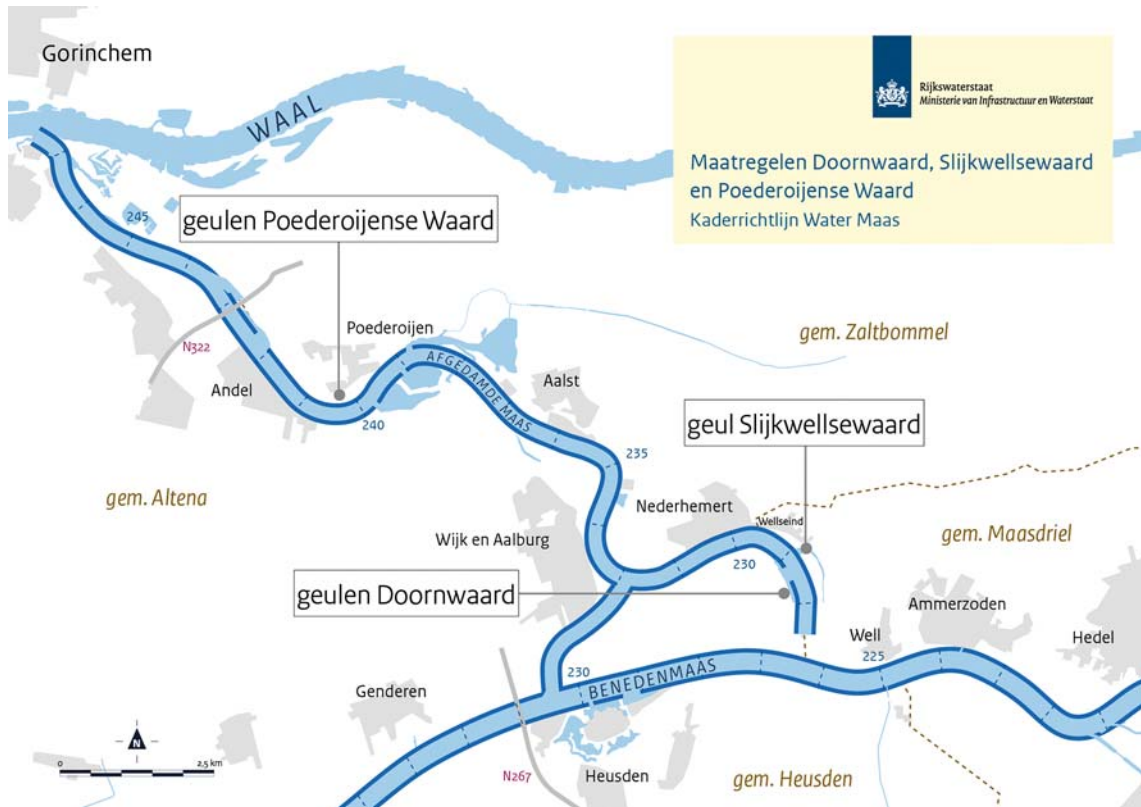 Gorinchem
WAAL
Rijkswaterstaat
Ministerie van Infrastructuur en Waterstaat
Maatregelen Doornwaard, Slijkwellsewaard
en Poederoijense Waard
Kaderrichtlijn Water Maas
245
geulen Poederoijense Waard
N322
Poederoijen
gem. Zaltbommel
Andel
AFGEDAMDE MAAS
Aalst
240
geul Slijkwellsewaard
235
gem. Altena
Nederhemert
Wellseind
Wijk en Aalburg
gem. Maasdriel
230
geulen Doornwaard
Ammerzoden
Well
Hedel
225
230
BENEDENMAAS
Genderen
N
0
2,5 km
N267
Heusden
gem. Heusden